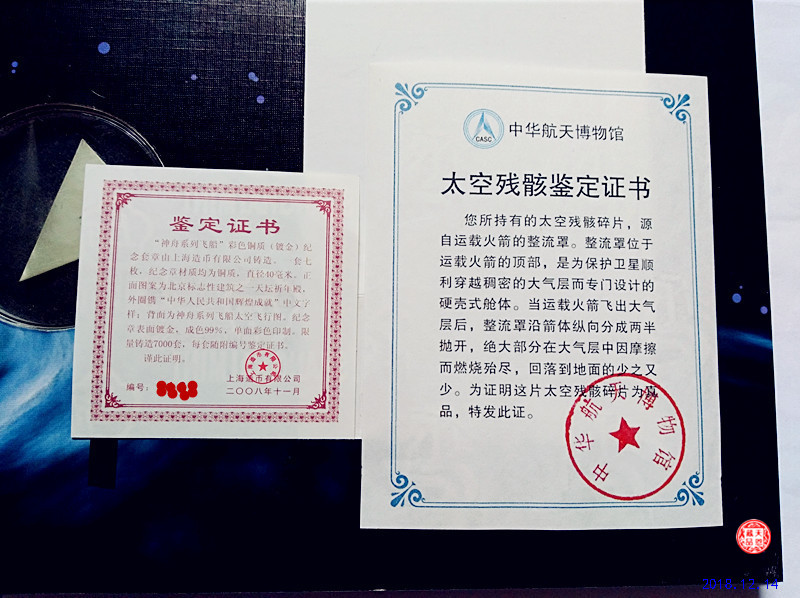 鉴定证书
“神舟系列飞船”彩色铜质（镀金）纪
念套章由上海造币有限公司铸造。一套七
枚，纪念章材质均为铜质，直径40毫米。正
面图案为北京标志性建筑之一天坛祈年殿，
外圈镌“中华人民共和国辉煌成就”中文字
样；背面为神舟系列飞船太空飞行图。纪念
章表面镀金，成色99%，单面彩色印制。限
量铸造7000套，每套随附编号鉴定证书。
谨此证明。
上海造币有限公司
编号：
二〇〇八年十一月
CASC
中华航天博物馆
太空残骸鉴定证书
您所持有的太空残骸碎片，源
自运载火箭的整流罩。整流罩位于
运载火箭的顶部，是为保护卫星顺
利穿越稠密的大气层而专门设计的
硬壳式舱体。当运载火箭飞出大气
层后，整流罩沿箭体纵向分成两半
抛开，绝大部分在大气层中因摩擦
而燃烧殆尽，回落到地面的少之又
少。为证明这片太空残骸碎片为真
品，特发此证。
中华航天博物馆
2018.12.14